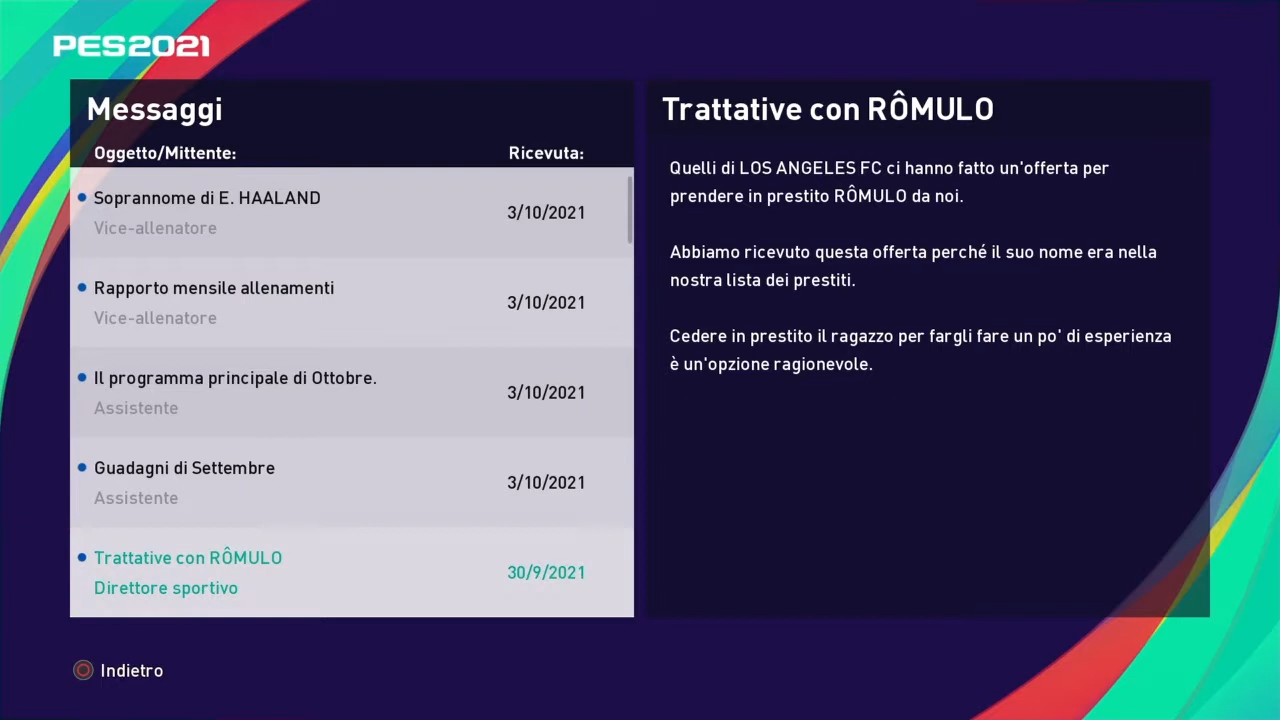 PES2021
Messaggi
Oggetto/Mittente:
Ricevuta:
Soprannome di E. HAALAND
Vice-allenatore
3/10/2021
Rapporto mensile allenamenti
Vice-allenatore
3/10/2021
Il programma principale di Ottobre.
Assistente
3/10/2021
Guadagni di Settembre
Assistente
3/10/2021
Trattative con RÔMULO
Direttore sportivo
30/9/2021
Trattative con RÔMULO
Quelli di LOS ANGELES FC ci hanno fatto un'offerta per
prendere in prestito RÔMULO da noi.
Abbiamo ricevuto questa offerta perché il suo nome era nella
nostra lista dei prestiti.
Cedere in prestito il ragazzo per fargli fare un po' di esperienza
è un'opzione ragionevole.
Indietro